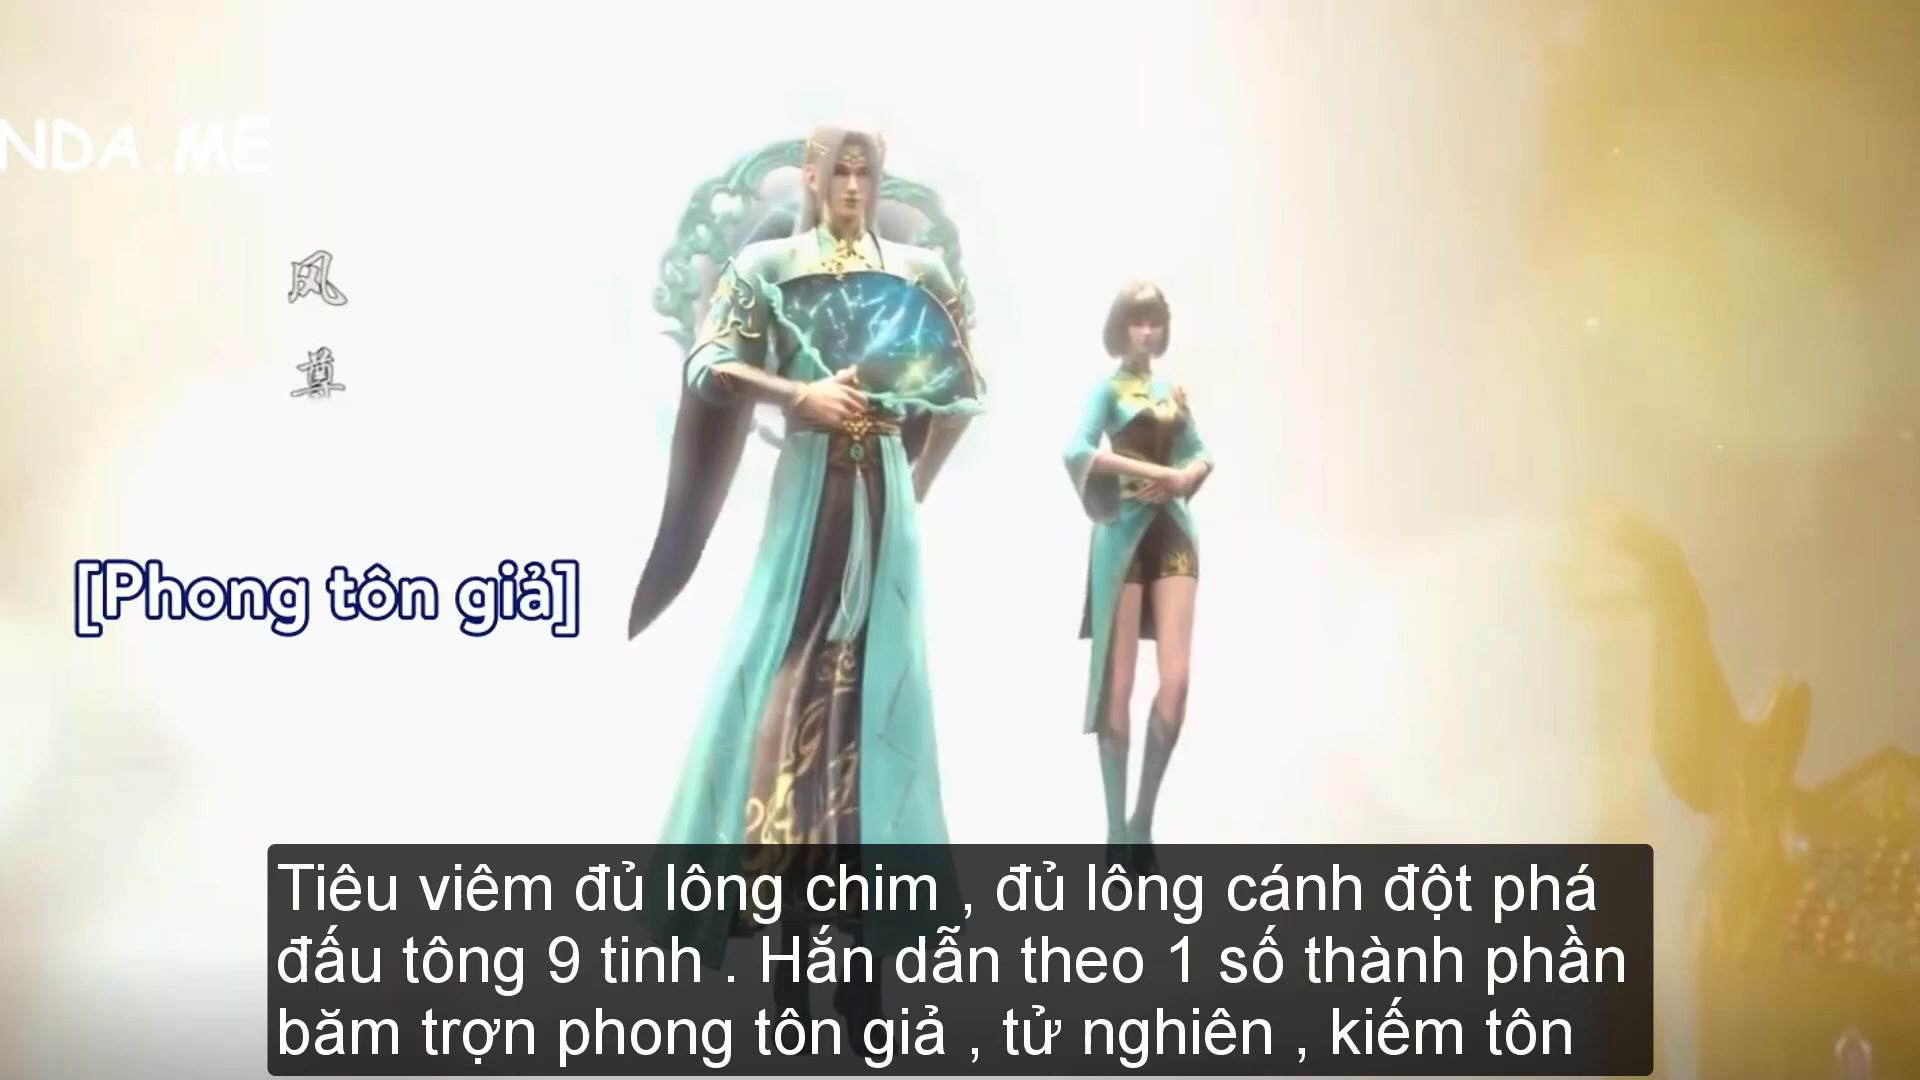 NDA.ME
风
尊
[Phong tôn giả]
Tiêu viêm đủ lông chim , đủ lông cánh đột phá
đấu tông 9 tinh . Hắn dẫn theo 1 số thành phần
băm trợn phong tôn giả , tử nghiên , kiếm tôn